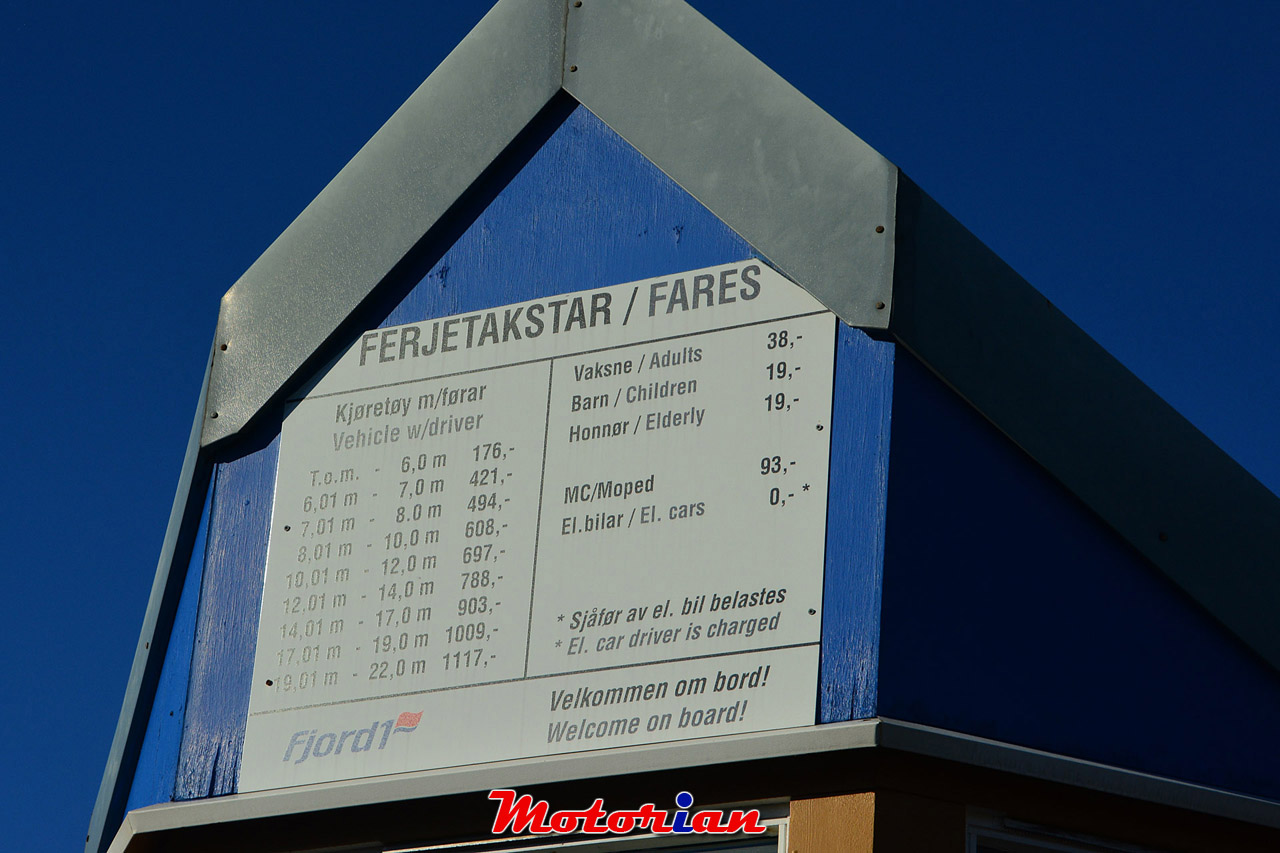 FERJETAKSTAR / FARES
Kjøretøy m/førar
Vehicle w/driver
T.o.m. - 6,0 m 176,-
6,01 m - 7,0 m 421,-
7,01 m - 8.0 m 494,-
8,01 m - 10,0 m 608,-
10,01 m - 12,0 m 697,-
12,01 m - 14,0 m 788,-
14,01 m - 17,0 m 903,-
17,01 m - 19,0 m 1009,-
19,01 m - 22,0 m 1117,-
Vaksne / Adults 38,-
Barn / Children 19,-
Honnør / Elderly 19,-
MC/Moped 93,-
El.bilar / El. cars 0,- *
* Sjåfør av el. bil belastes
* El. car driver is charged
Fjord1
Velkommen om bord!
Welcome on board!
Motorian